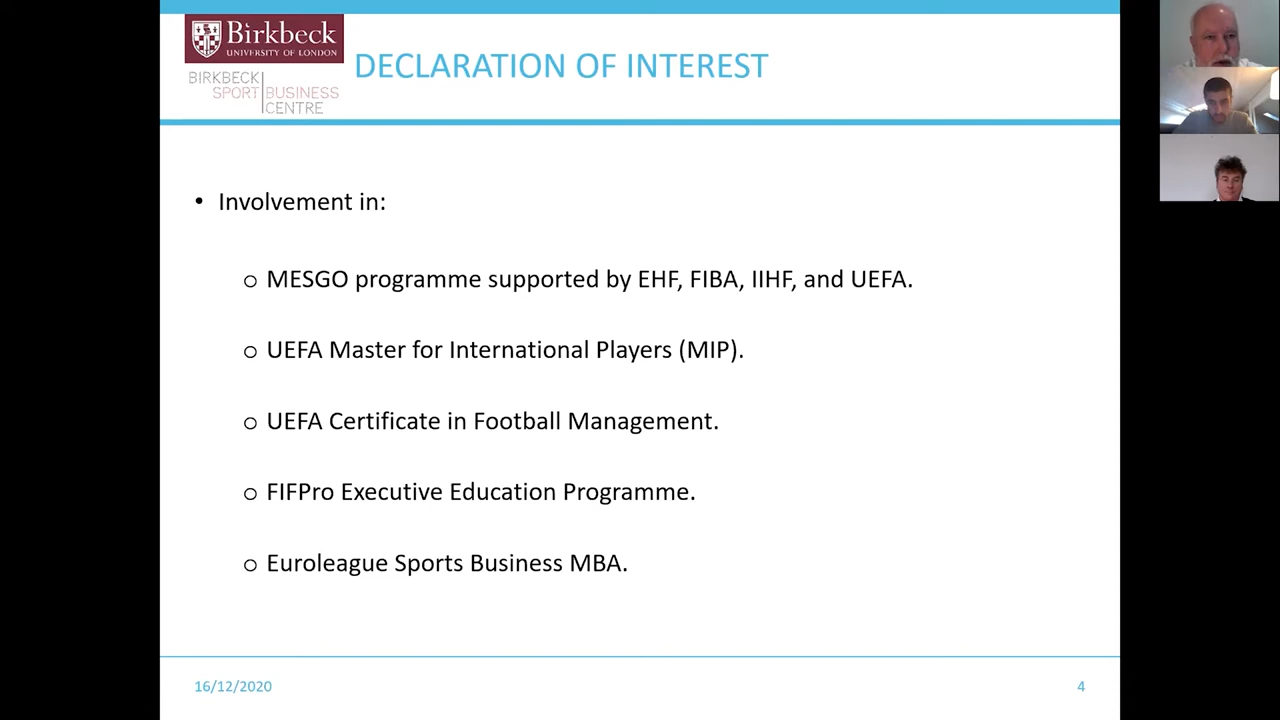 Birkbeck
UNIVERSITY OF LONDON
BIRKBECK
SPORT BUSINESS
CENTRE
DECLARATION OF INTEREST
• Involvement in:
o MESGO programme supported by EHF, FIBA, IIHF, and UEFA.
o UEFA Master for International Players (MIP).
o UEFA Certificate in Football Management.
o FIFPro Executive Education Programme.
o Euroleague Sports Business MBA.
16/12/2020
4